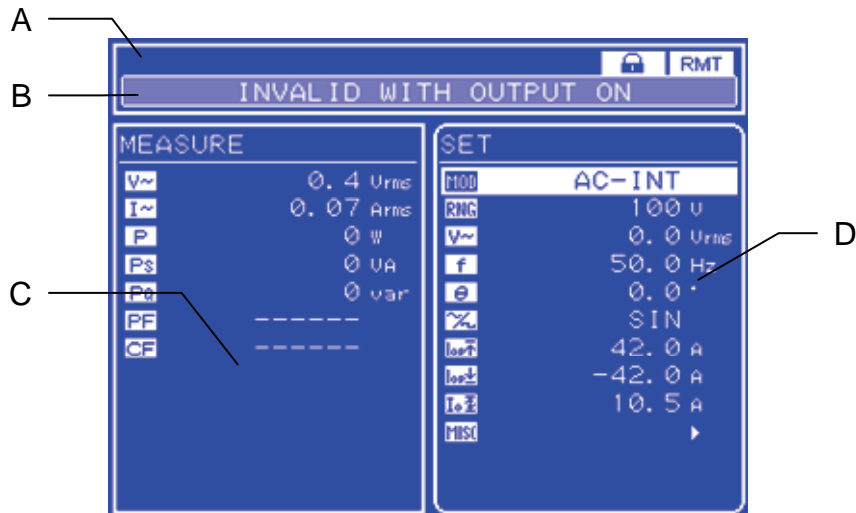 A
RMT
B
INVALID WITH OUTPUT ON
MEASURE
V~ 0.4 Vrms
I~ 0.07 Arms
P 0 W
Ps 0 VA
PQ 0 var
PF ------
CF ------
C
SET
MOD AC-INT
RNG 100 V
V~ 0.0 Vrms
f 50.0 Hz
θ 0.0 °
SIN
42.0 A
-42.0 A
10.5 A
MISC
D